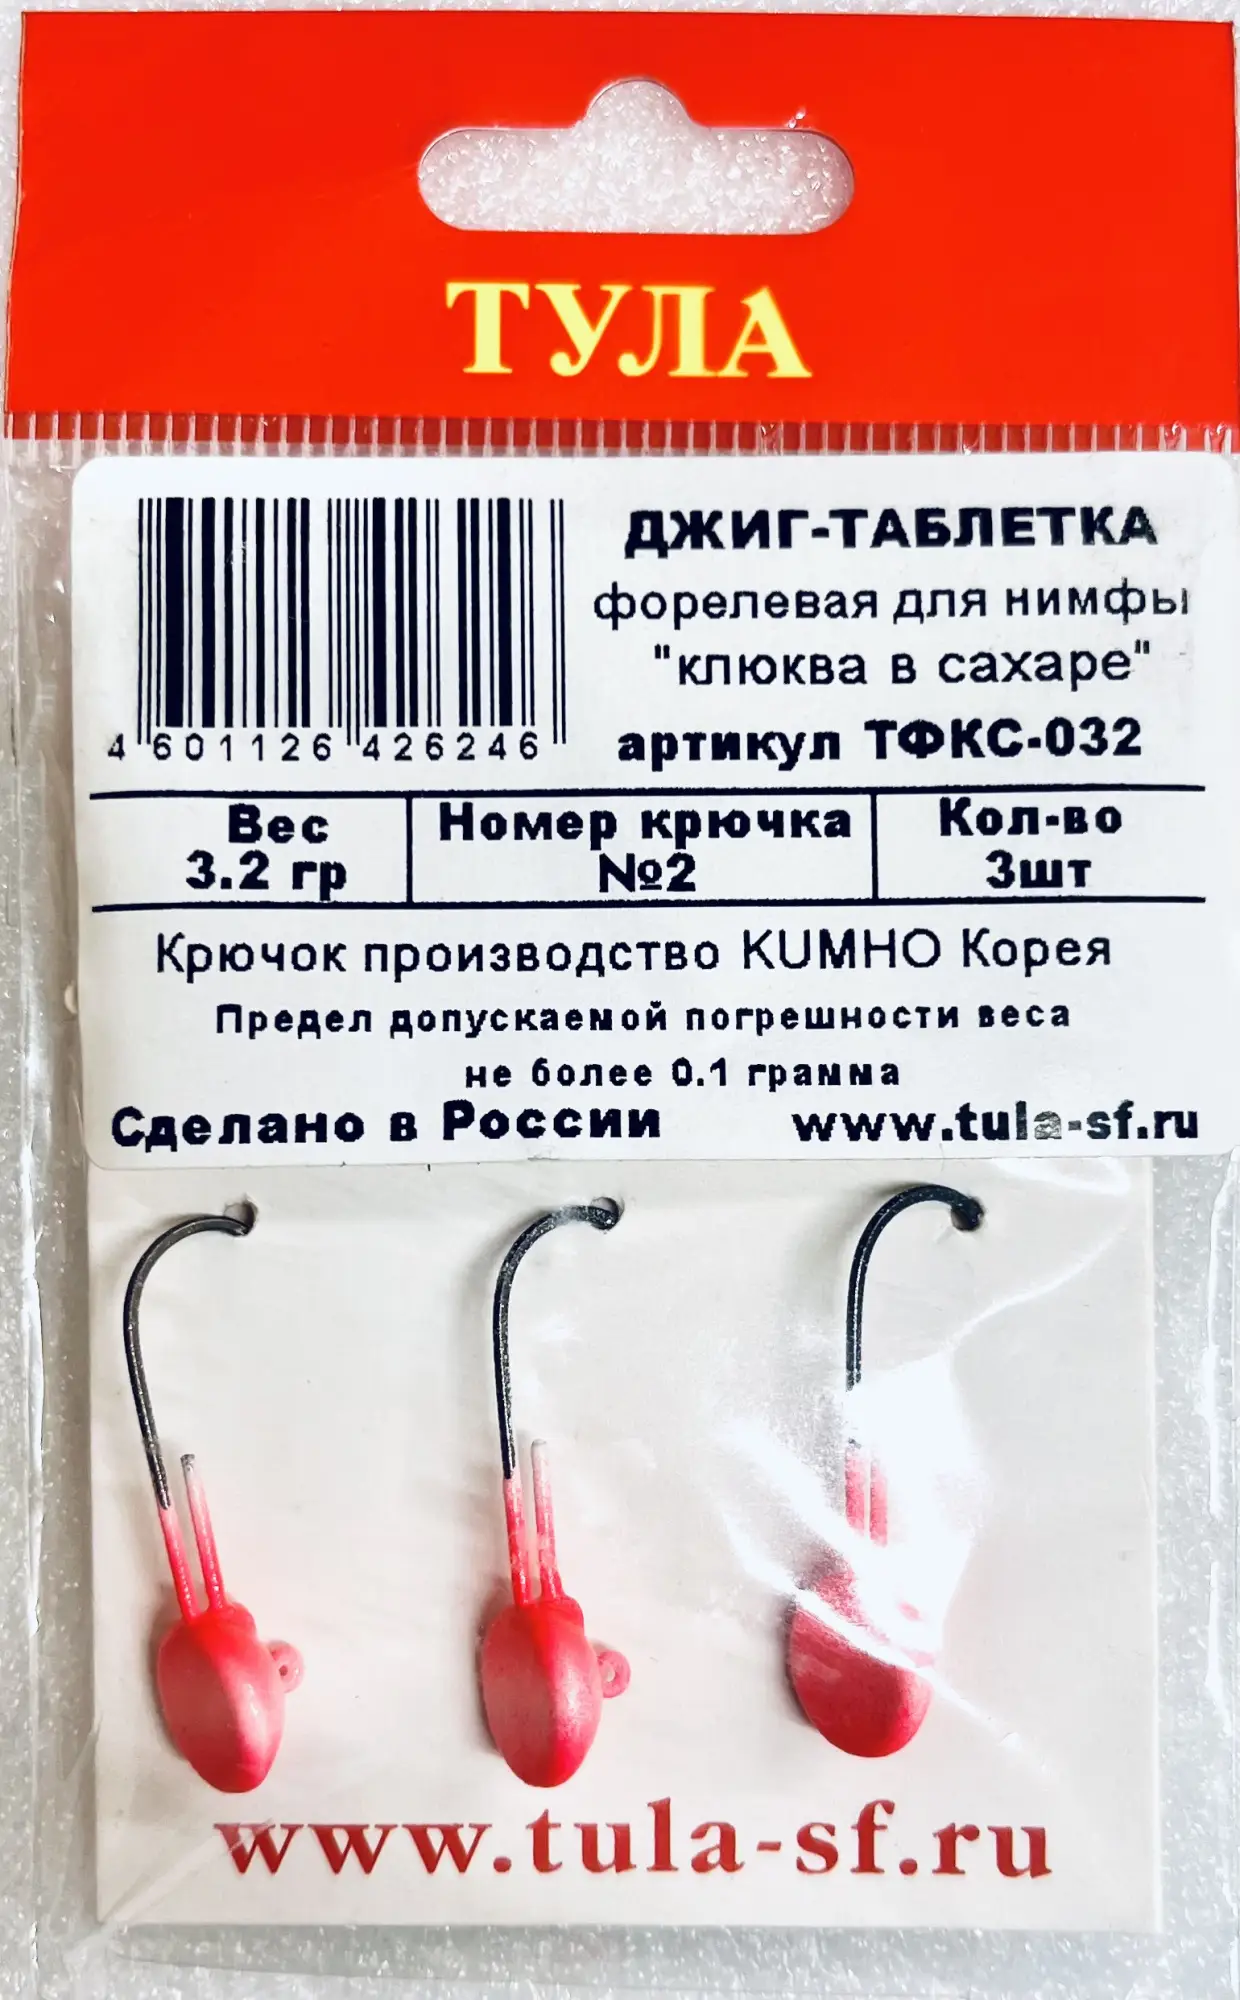 ТУЛА
ДЖИГ-ТАБЛЕТКА
форелевая для нимфы
"клюква в сахаре"
артикул ТФКС-032
4 601126 426246
Вес Номер крючка Кол-во
3.2 гр №2 3шт
Крючок производство KUMHO Корея
Предел допускаемой погрешности веса
не более 0.1 грамма
Сделано в России www.tula-sf.ru
www.tula-sf.ru